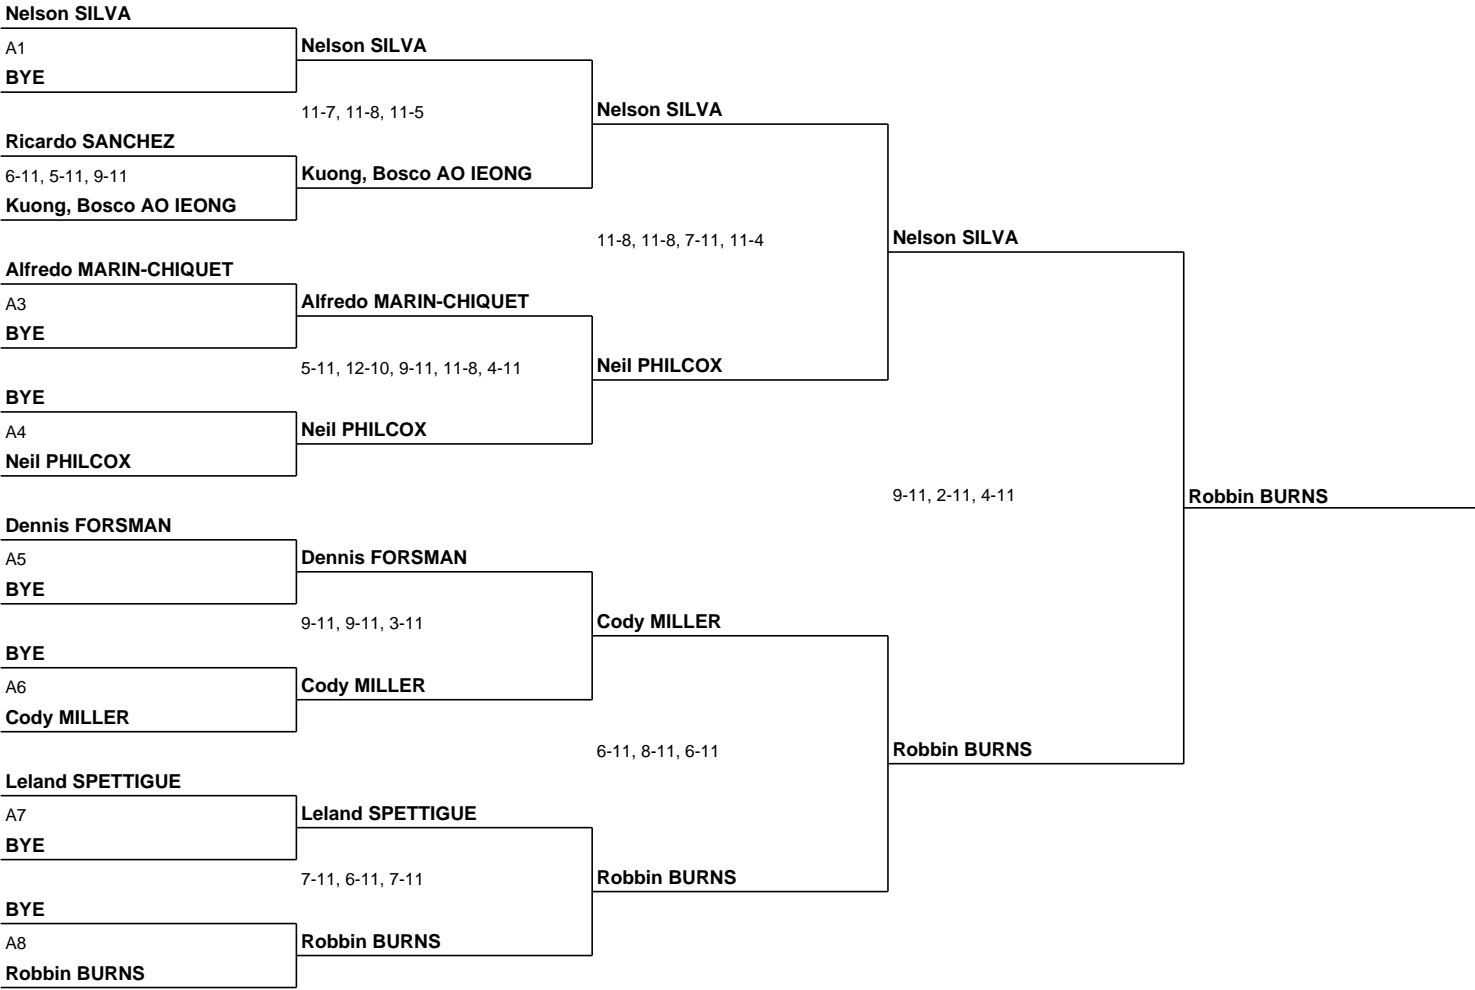 Nelson SILVA
A1
BYE
Ricardo SANCHEZ
6-11, 5-11, 9-11
Kuong, Bosco AO IEONG
Alfredo MARIN-CHIQUET
A3
BYE
BYE
A4
Neil PHILCOX
Dennis FORSMAN
A5
BYE
BYE
A6
Cody MILLER
Leland SPETTIGUE
A7
BYE
BYE
A8
Robbin BURNS
Nelson SILVA
11-7, 11-8, 11-5
Kuong, Bosco AO IEONG
Alfredo MARIN-CHIQUET
5-11, 12-10, 9-11, 11-8, 4-11
Neil PHILCOX
Dennis FORSMAN
9-11, 9-11, 3-11
Cody MILLER
Leland SPETTIGUE
7-11, 6-11, 7-11
Robbin BURNS
Nelson SILVA
11-8, 11-8, 7-11, 11-4
Neil PHILCOX
Cody MILLER
6-11, 8-11, 6-11
Robbin BURNS
Nelson SILVA
9-11, 2-11, 4-11
Robbin BURNS
Robbin BURNS